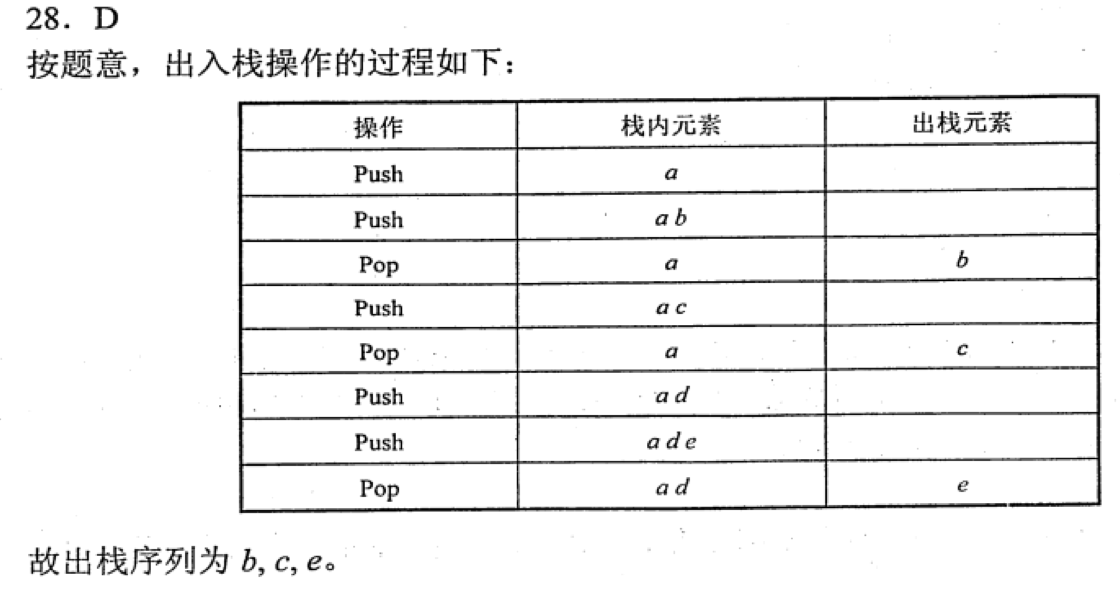 28．D
按题意，出入栈操作的过程如下：
操作 栈内元素 出栈元素
Push a
Push a b
Pop a b
Push a c
Pop a c
Push a d
Push a d e
Pop a d e
故出栈序列为 b, c, e。